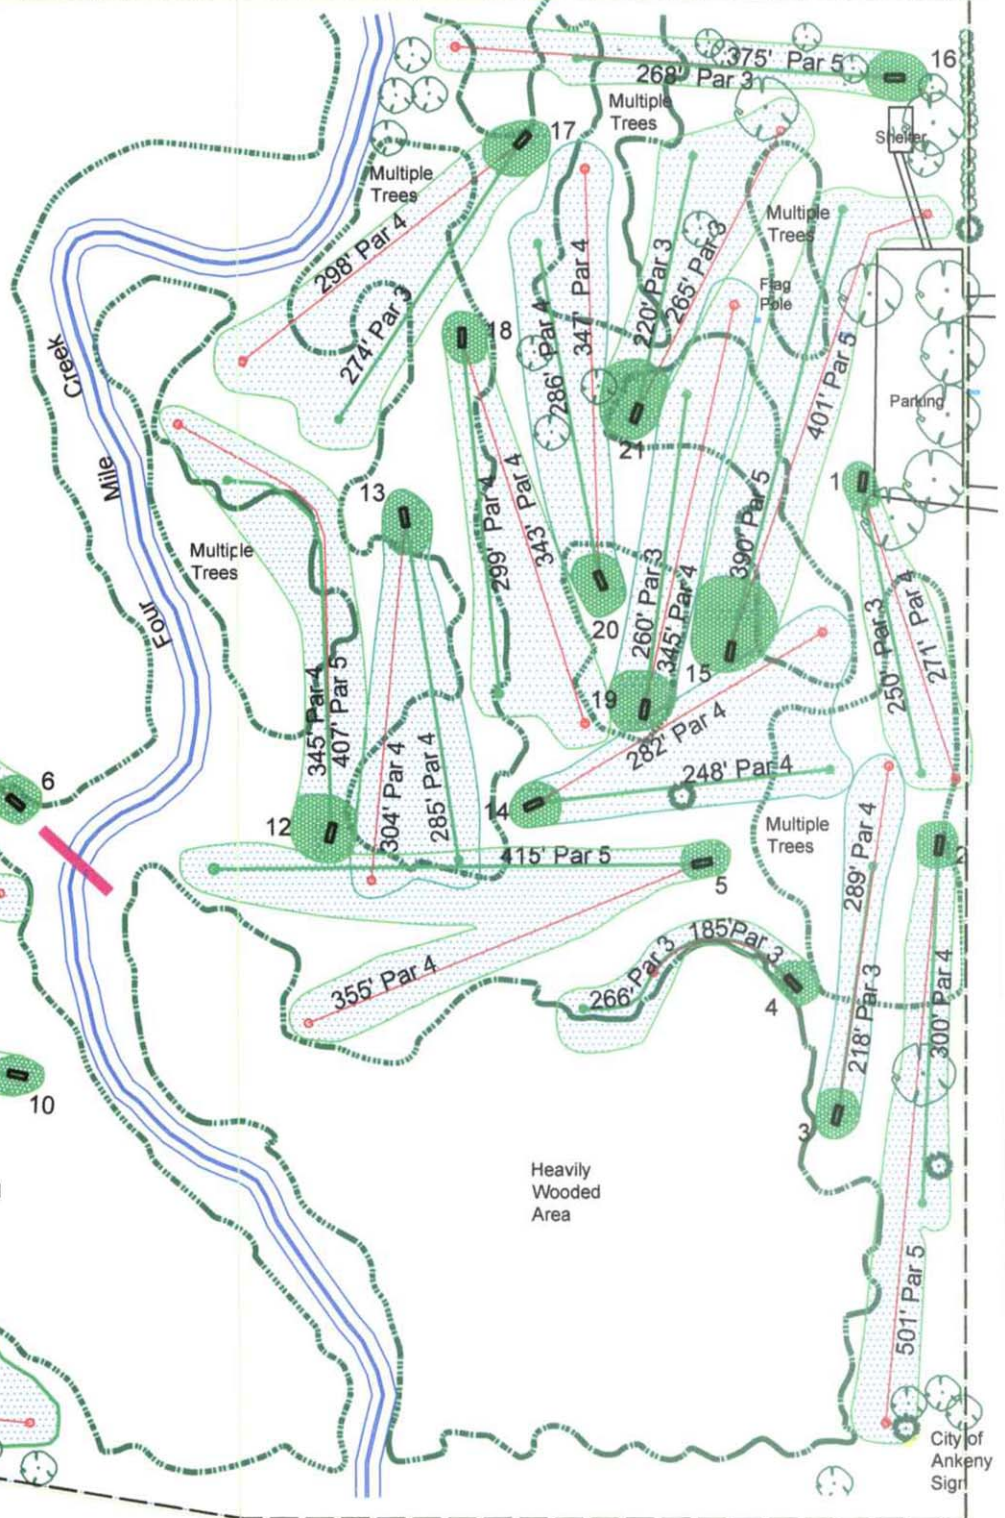 375' Par 5
16
268' Par 3
Multiple
Trees
Shelter
17
Multiple
Trees
298' Par 4
274' Par 3
Multiple
Trees
Flag
Pole
347' Par 4
286' Par 4
220' Par 3
265' Par 3
401' Par 5
18
Parking
21
Creek
Mile
Four
13
1
299' Par 4
343' Par 4
390' Par 5
Multiple
Trees
260' Par 3
345' Par 4
20
250' Par 3
271' Par 4
15
19
345' Par 4
407' Par 5
282' Par 4
248' Par 4
6
304' Par 4
285' Par 4
14
12
Multiple
Trees
2
415' Par 5
5
289' Par 4
185' Par 3
355' Par 4
266' Par 3
4
218' Par 3
300' Par 4
10
3
Heavily
Wooded
Area
501' Par 5
City of
Ankeny
Sign